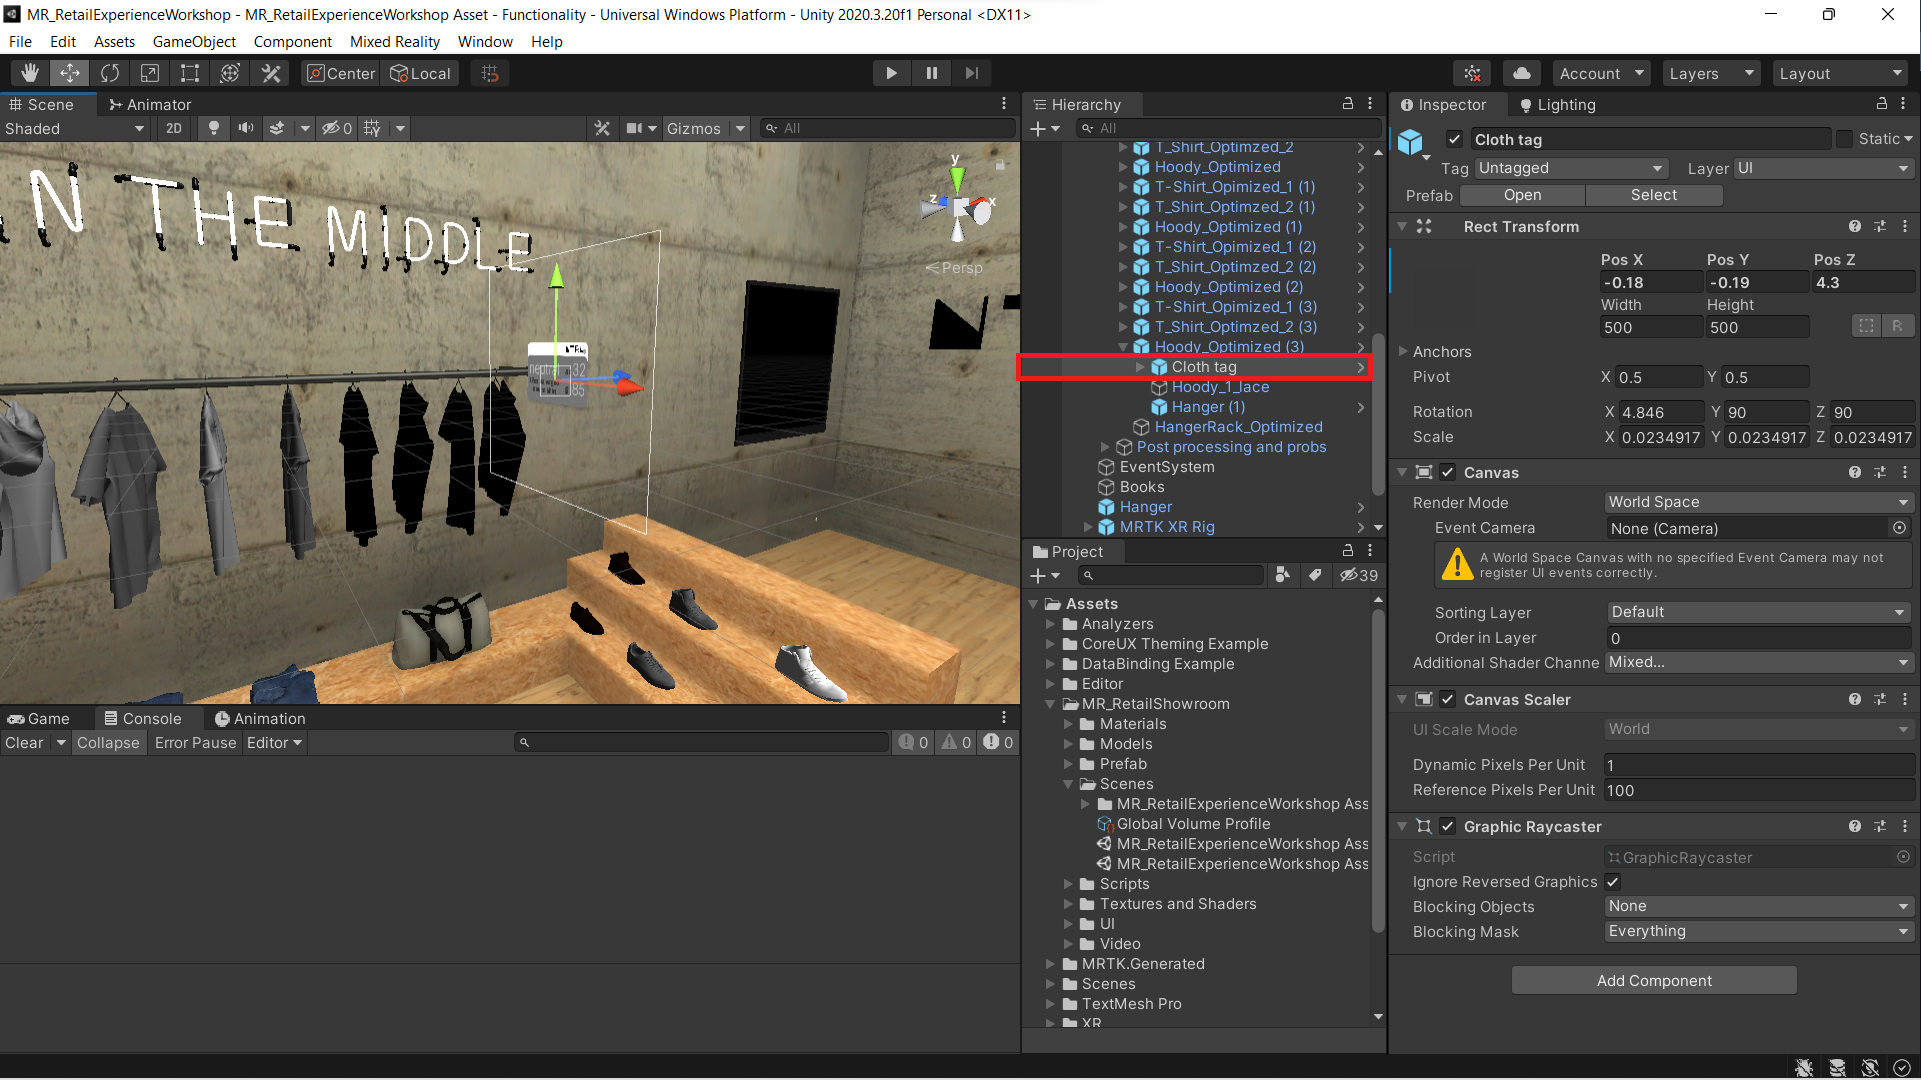 MR_RetailExperienceWorkshop - MR_RetailExperienceWorkshop Asset - Functionality - Universal Windows Platform - Unity 2020.3.20f1 Personal <DX11>
File Edit Assets GameObject Component Mixed Reality Window Help
Center Local Account Layers Layout
Scene Animator
Shaded 2D 0 Gizmos All
N THE MIDDLE
y
z x
Persp
neutral 32
85
Hierarchy
All
T_Shirt_Optimzed_2
Hoody_Optimized
T-Shirt_Opimized_1 (1)
T_Shirt_Optimzed_2 (1)
Hoody_Optimized (1)
T-Shirt_Opimized_1 (2)
T_Shirt_Optimzed_2 (2)
Hoody_Optimized (2)
T-Shirt_Opimized_1 (3)
T_Shirt_Optimzed_2 (3)
Hoody_Optimized (3)
Cloth tag
Hoody_1_lace
Hanger (1)
HangerRack_Optimized
Post processing and probs
EventSystem
Books
Hanger
MRTK XR Rig
Project
39
Assets
Analyzers
CoreUX Theming Example
DataBinding Example
Editor
MR_RetailShowroom
Materials
Models
Prefab
Scenes
MR_RetailExperienceWorkshop Ass
Global Volume Profile
MR_RetailExperienceWorkshop Ass
MR_RetailExperienceWorkshop Ass
Scripts
Textures and Shaders
UI
Video
MRTK.Generated
Scenes
TextMesh Pro
XR
Game Console Animation
Clear Collapse Error Pause Editor 0 0 0
Inspector Lighting
Cloth tag Static
Tag Untagged Layer UI
Prefab Open Select
Rect Transform
Pos X Pos Y Pos Z
-0.18 -0.19 4.3
Width Height
500 500 R
Anchors
Pivot X 0.5 Y 0.5
Rotation X 4.846 Y 90 Z 90
Scale X 0.0234917 Y 0.0234917 Z 0.0234917
Canvas
Render Mode World Space
Event Camera None (Camera)
A World Space Canvas with no specified Event Camera may not
register UI events correctly.
Sorting Layer Default
Order in Layer 0
Additional Shader Channe Mixed...
Canvas Scaler
UI Scale Mode World
Dynamic Pixels Per Unit 1
Reference Pixels Per Unit 100
Graphic Raycaster
Script GraphicRaycaster
Ignore Reversed Graphics
Blocking Objects None
Blocking Mask Everything
Add Component